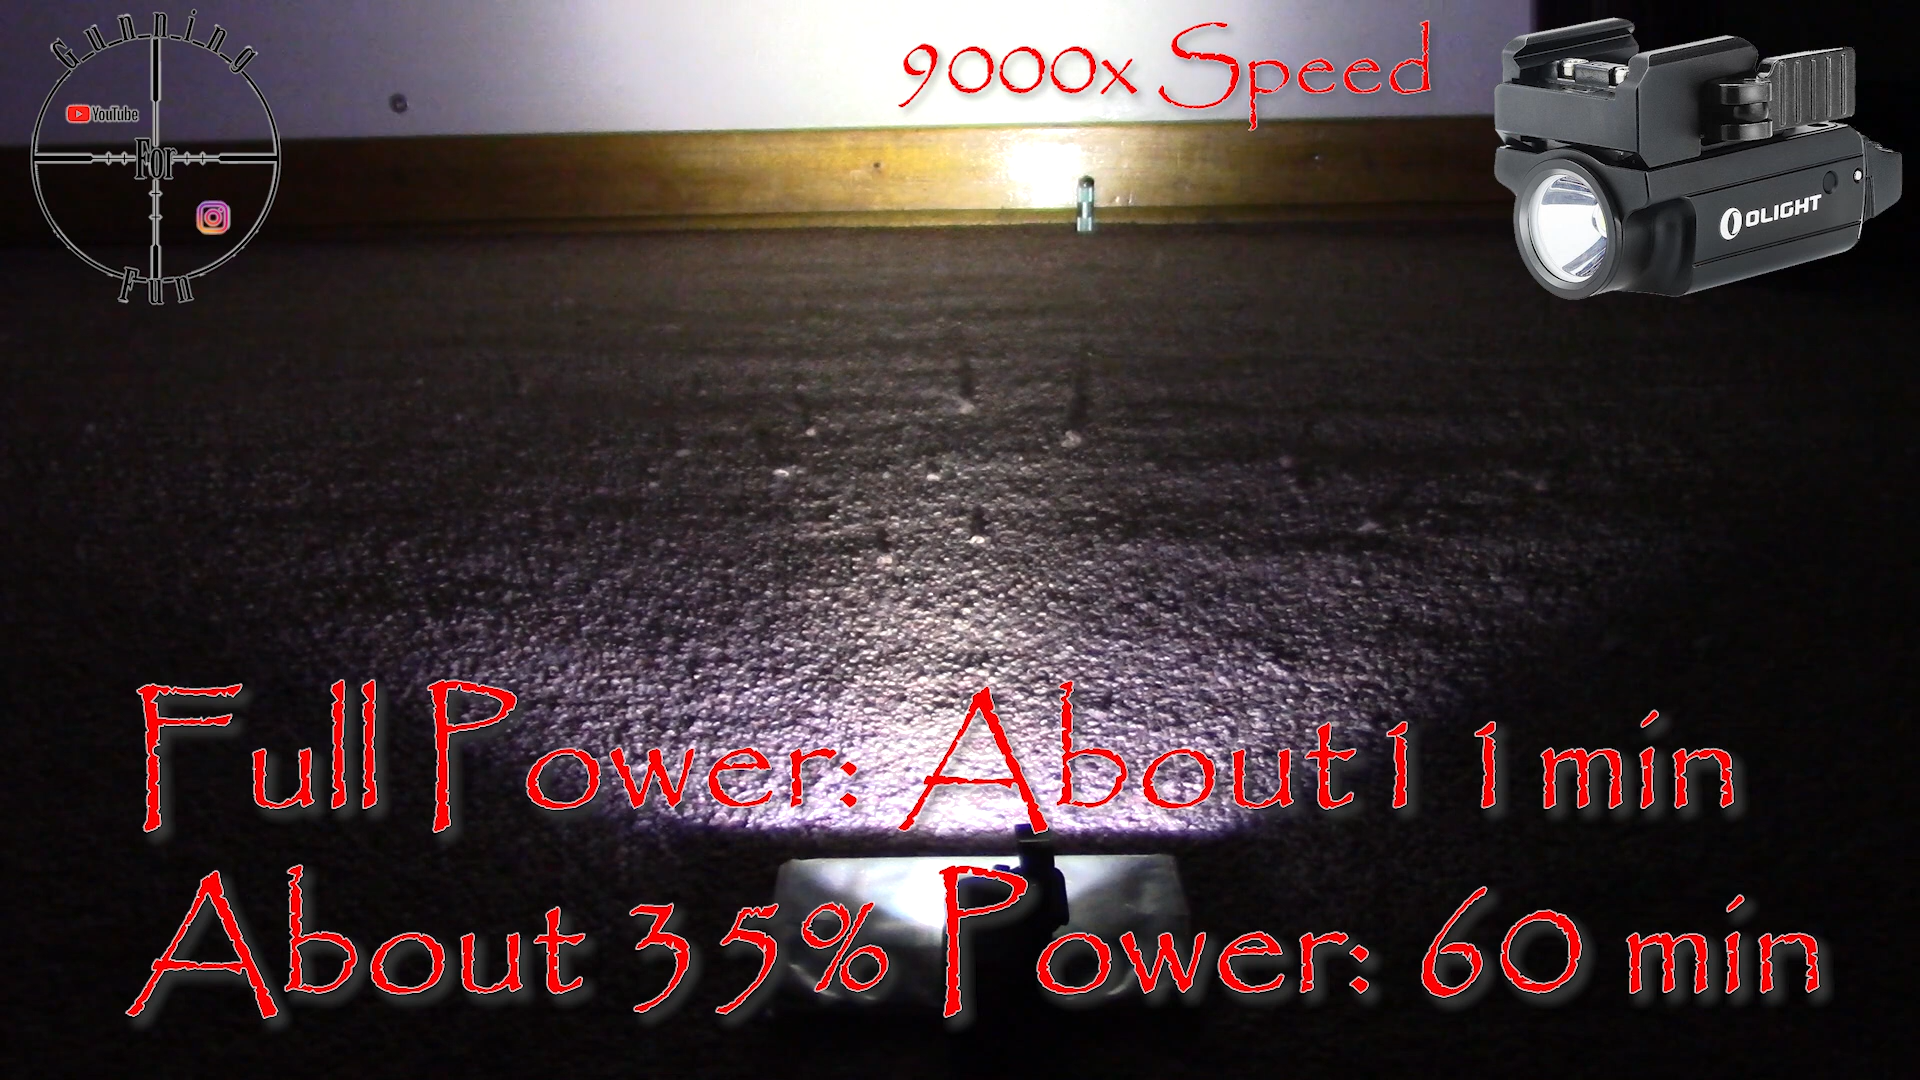 Gunning
YouTube
For
Fun
9000x Speed
OLIGHT
Full Power: About 11 min
About 35% Power: 60 min